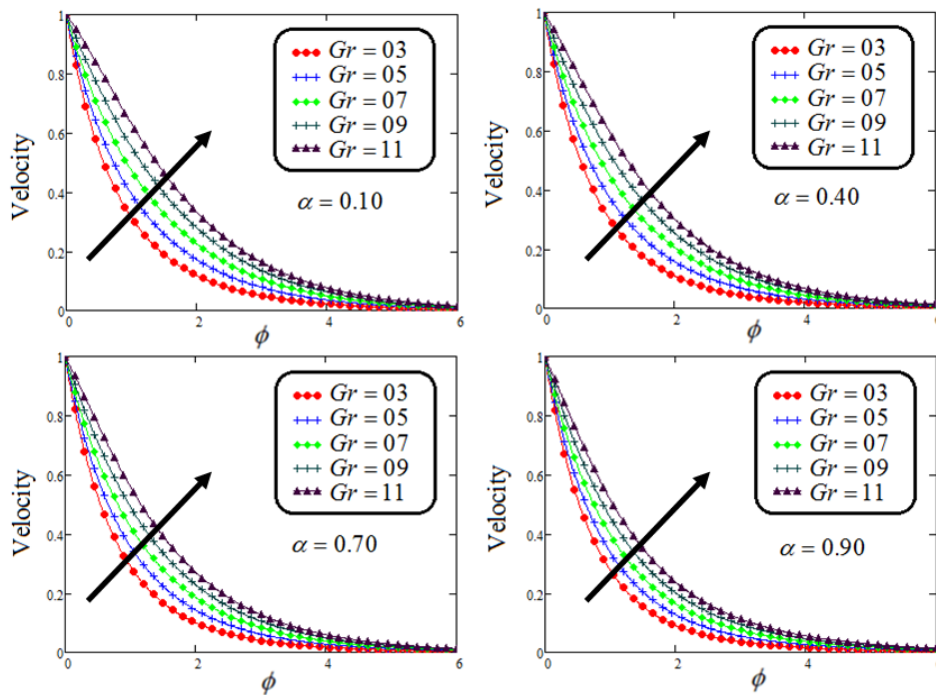 1
0.8
0.6
0.4
0.2
0
Velocity
Gr = 03
Gr = 05
Gr = 07
Gr = 09
Gr = 11
α = 0.10
0 2 4 6
ϕ
1
0.8
0.6
0.4
0.2
0
Velocity
Gr = 03
Gr = 05
Gr = 07
Gr = 09
Gr = 11
α = 0.40
0 2 4 6
ϕ
1
0.8
0.6
0.4
0.2
0
Velocity
Gr = 03
Gr = 05
Gr = 07
Gr = 09
Gr = 11
α = 0.70
0 2 4 6
ϕ
1
0.8
0.6
0.4
0.2
0
Velocity
Gr = 03
Gr = 05
Gr = 07
Gr = 09
Gr = 11
α = 0.90
0 2 4 6
ϕ